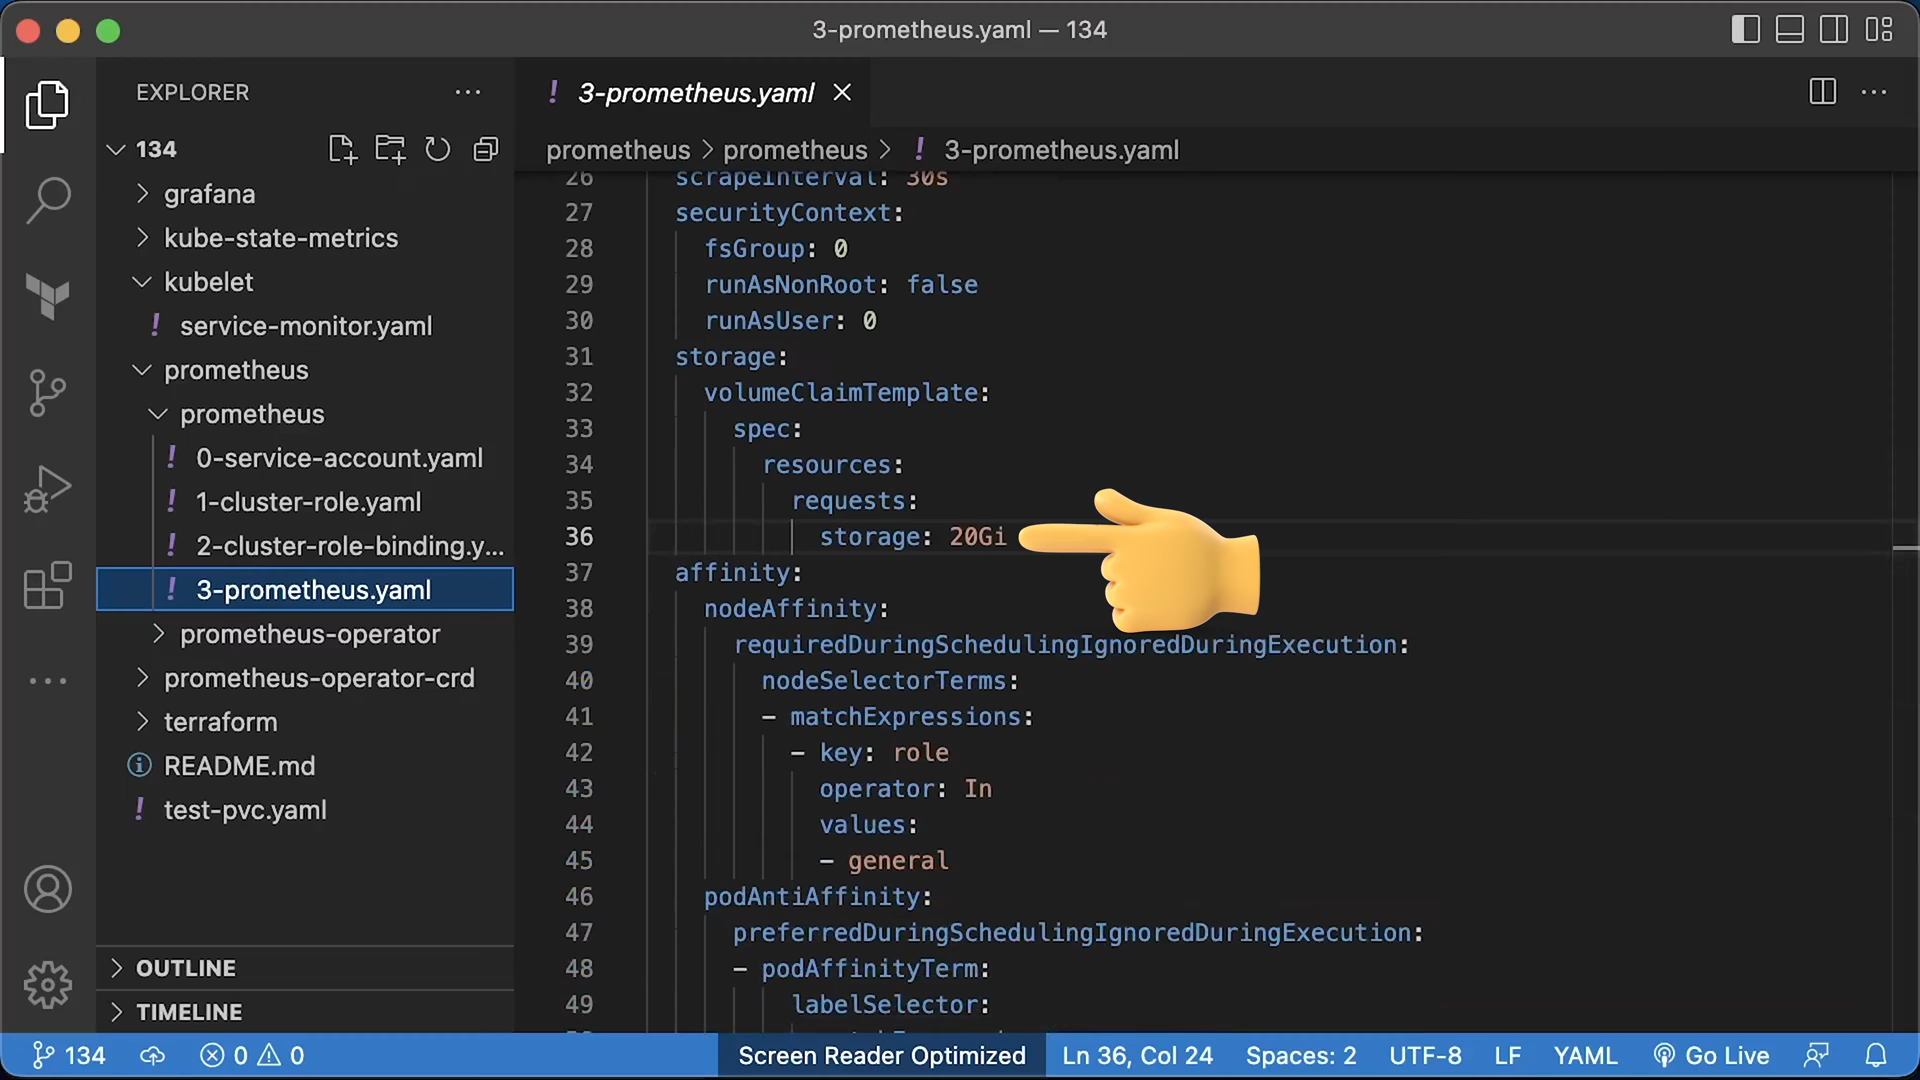 3-prometheus.yaml — 134
EXPLORER
134
grafana
kube-state-metrics
kubelet
! service-monitor.yaml
prometheus
prometheus
! 0-service-account.yaml
! 1-cluster-role.yaml
! 2-cluster-role-binding.y...
! 3-prometheus.yaml
prometheus-operator
prometheus-operator-crd
terraform
README.md
! test-pvc.yaml
OUTLINE
TIMELINE
! 3-prometheus.yaml
prometheus > prometheus > ! 3-prometheus.yaml
26 scrapeInterval: 30s
27 securityContext:
28 fsGroup: 0
29 runAsNonRoot: false
30 runAsUser: 0
31 storage:
32 volumeClaimTemplate:
33 spec:
34 resources:
35 requests:
36 storage: 20Gi
37 affinity:
38 nodeAffinity:
39 requiredDuringSchedulingIgnoredDuringExecution:
40 nodeSelectorTerms:
41 - matchExpressions:
42 - key: role
43 operator: In
44 values:
45 - general
46 podAntiAffinity:
47 preferredDuringSchedulingIgnoredDuringExecution:
48 - podAffinityTerm:
49 labelSelector:
134 0 0 Screen Reader Optimized Ln 36, Col 24 Spaces: 2 UTF-8 LF YAML Go Live